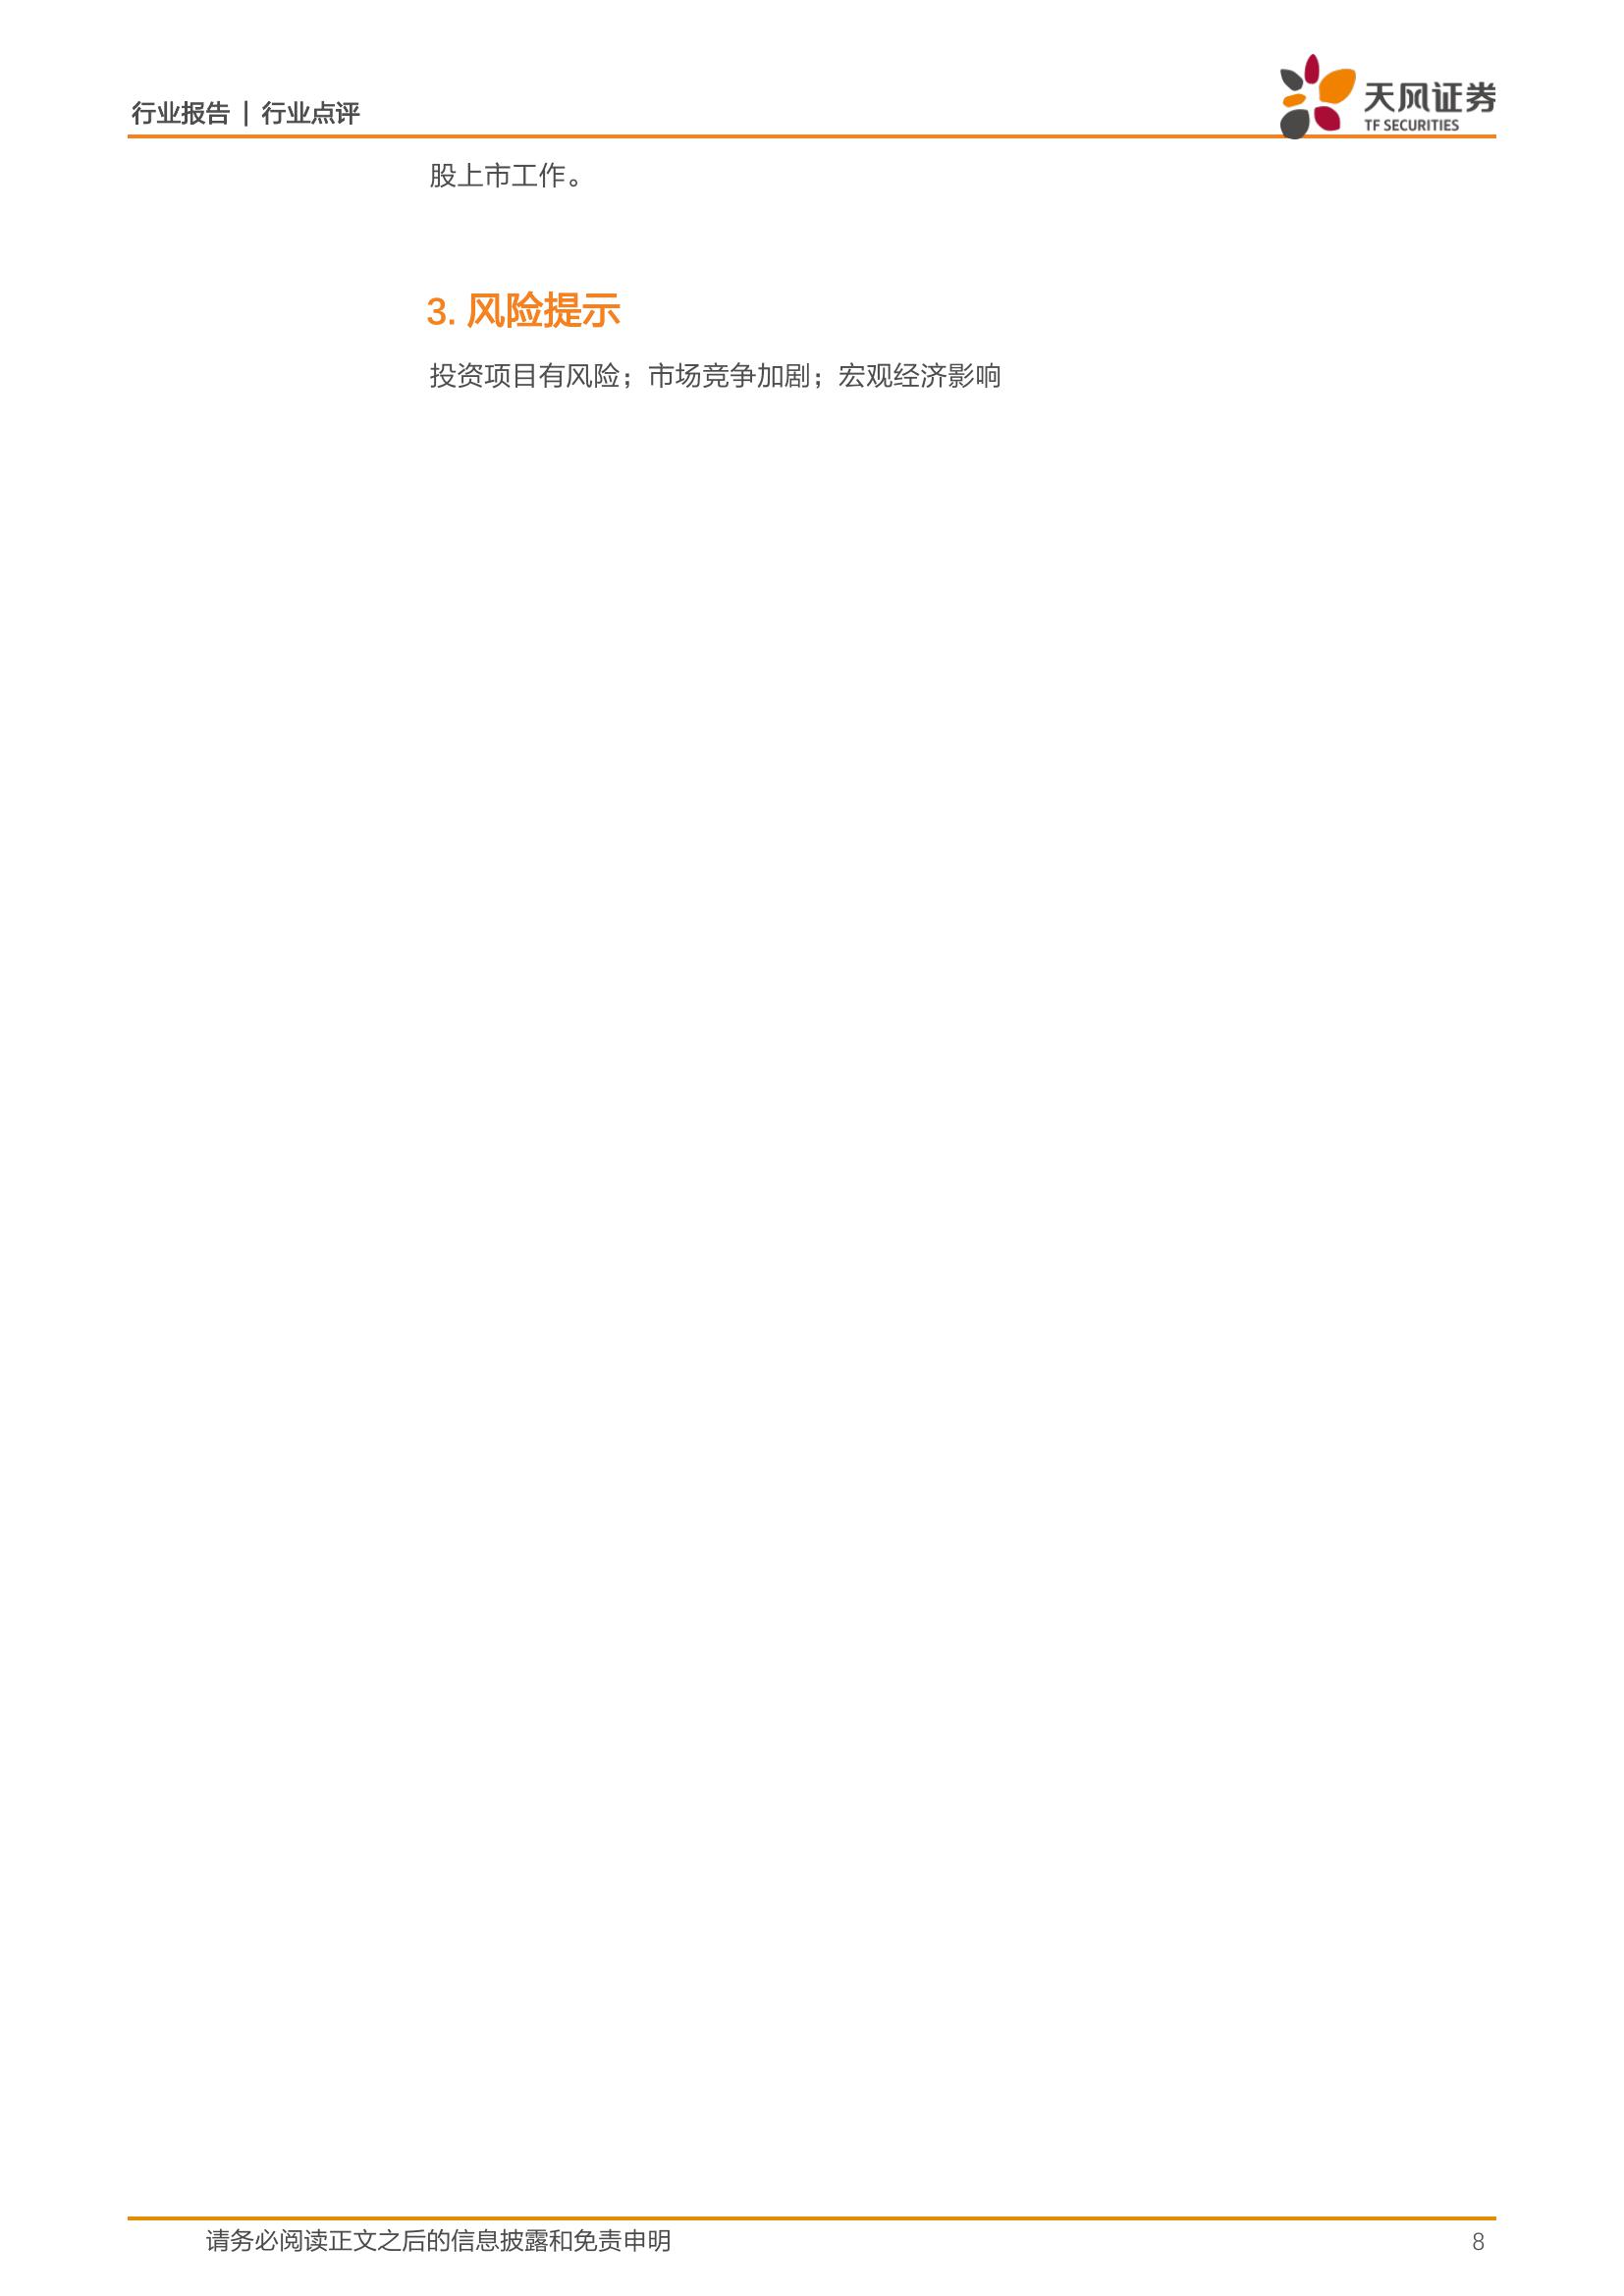 行业报告 | 行业点评
天风证券
TF SECURITIES
股上市工作。
3. 风险提示
投资项目有风险；市场竞争加剧；宏观经济影响
请务必阅读正文之后的信息披露和免责申明
8